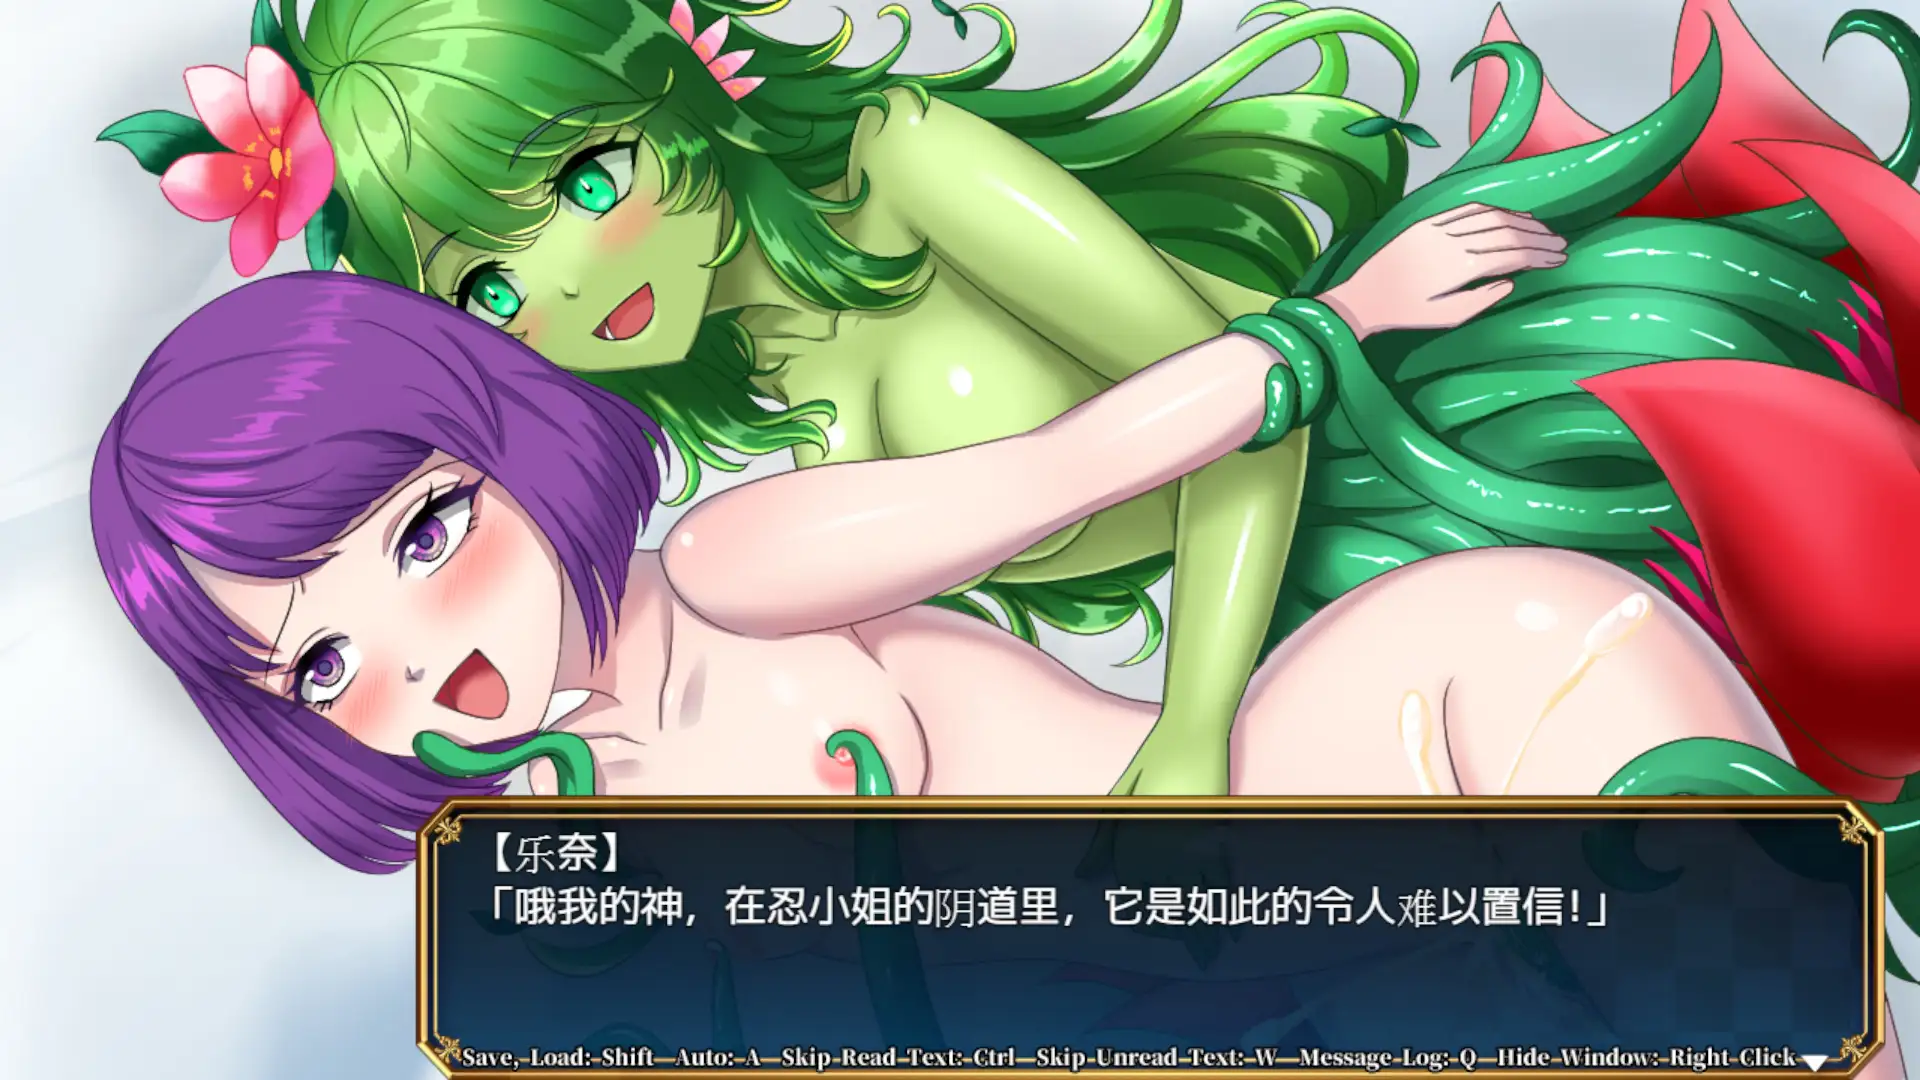 【乐奈】
「哦我的神，在忍小姐的阴道里，它是如此的令人难以置信！」
Save, Load: Shift  Auto: A  Skip Read Text: Ctrl  Skip Unread Text: W  Message Log: Q  Hide Window: Right Click